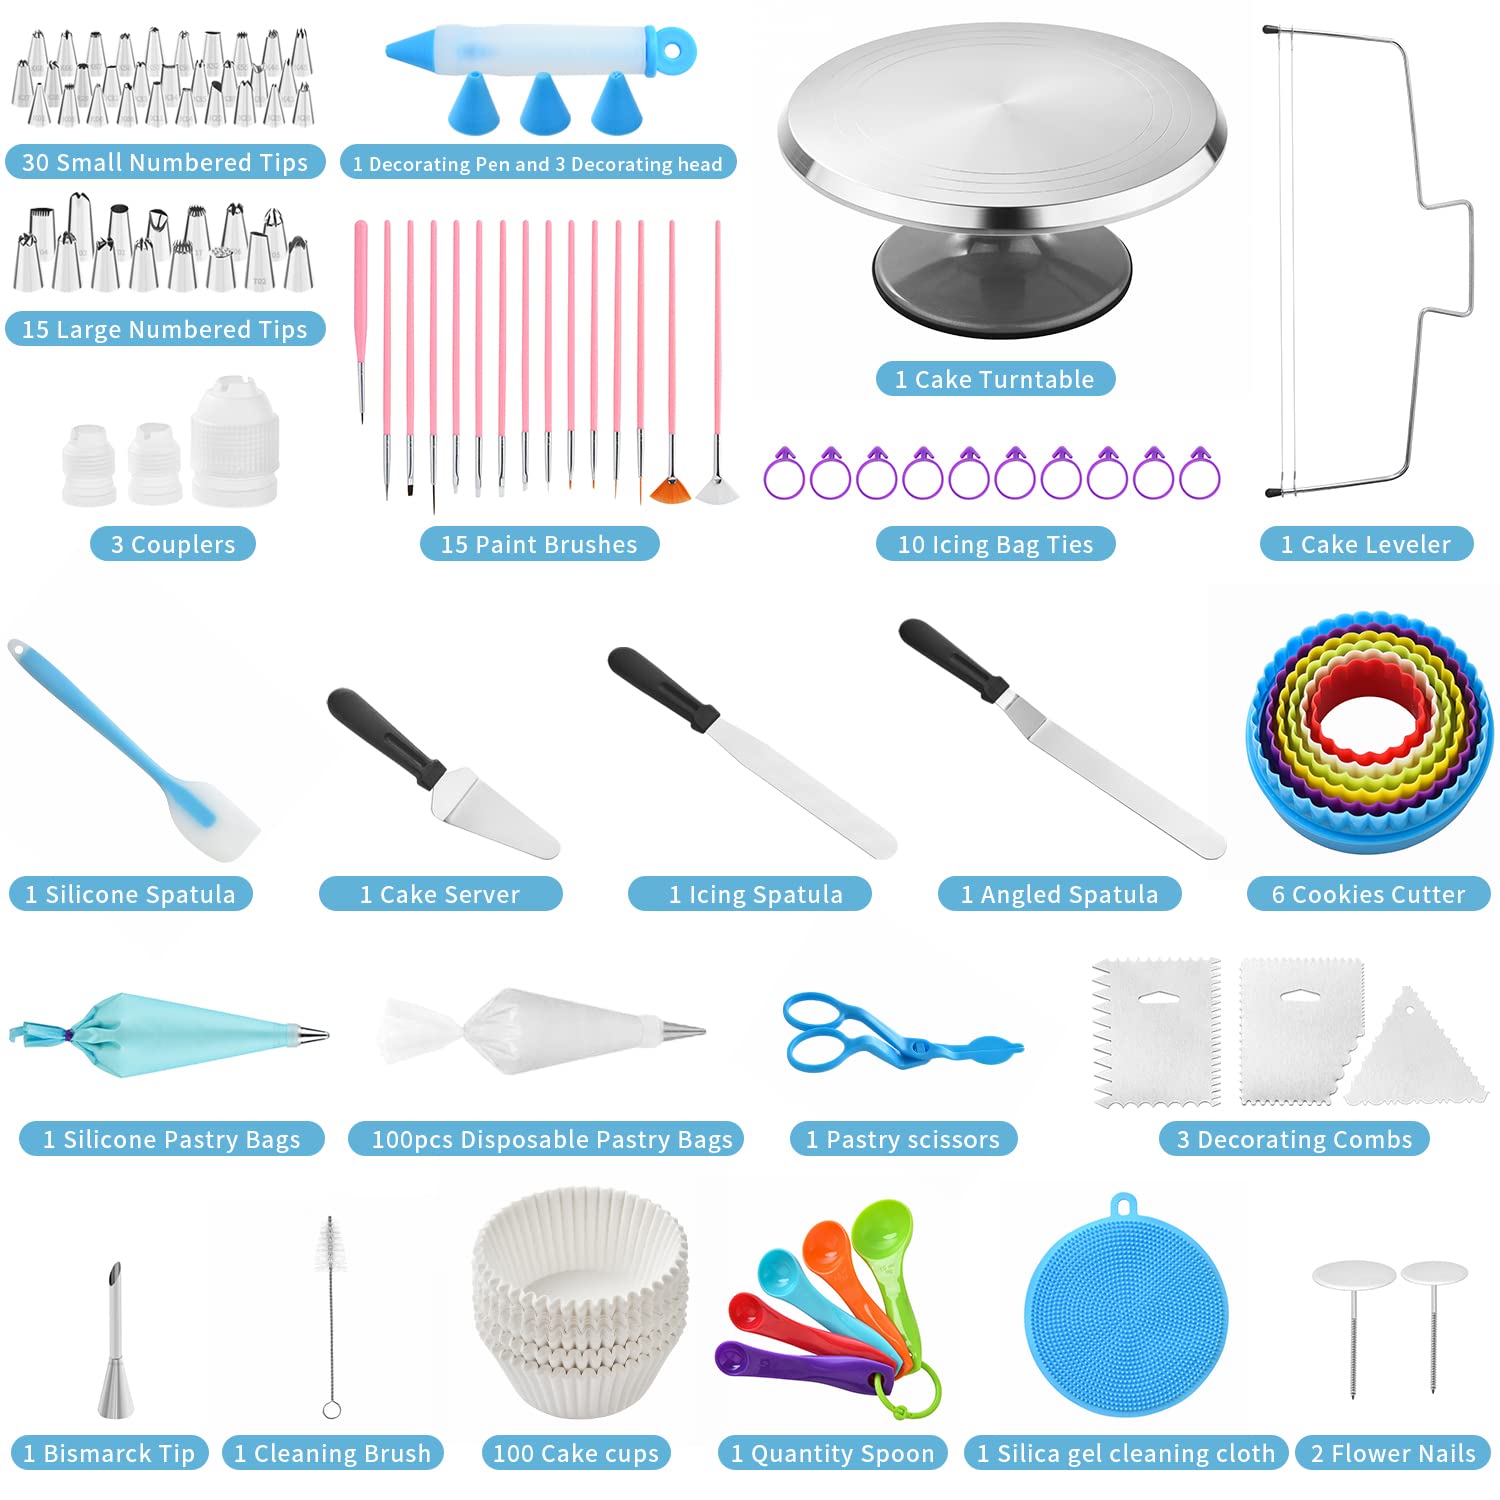 30 Small Numbered Tips
1 Decorating Pen and 3 Decorating head
15 Large Numbered Tips
1 Cake Turntable
3 Couplers
15 Paint Brushes
10 Icing Bag Ties
1 Cake Leveler
1 Silicone Spatula
1 Cake Server
1 Icing Spatula
1 Angled Spatula
6 Cookies Cutter
1 Silicone Pastry Bags
100pcs Disposable Pastry Bags
1 Pastry scissors
3 Decorating Combs
1 Bismarck Tip
1 Cleaning Brush
100 Cake cups
1 Quantity Spoon
1 Silica gel cleaning cloth
2 Flower Nails